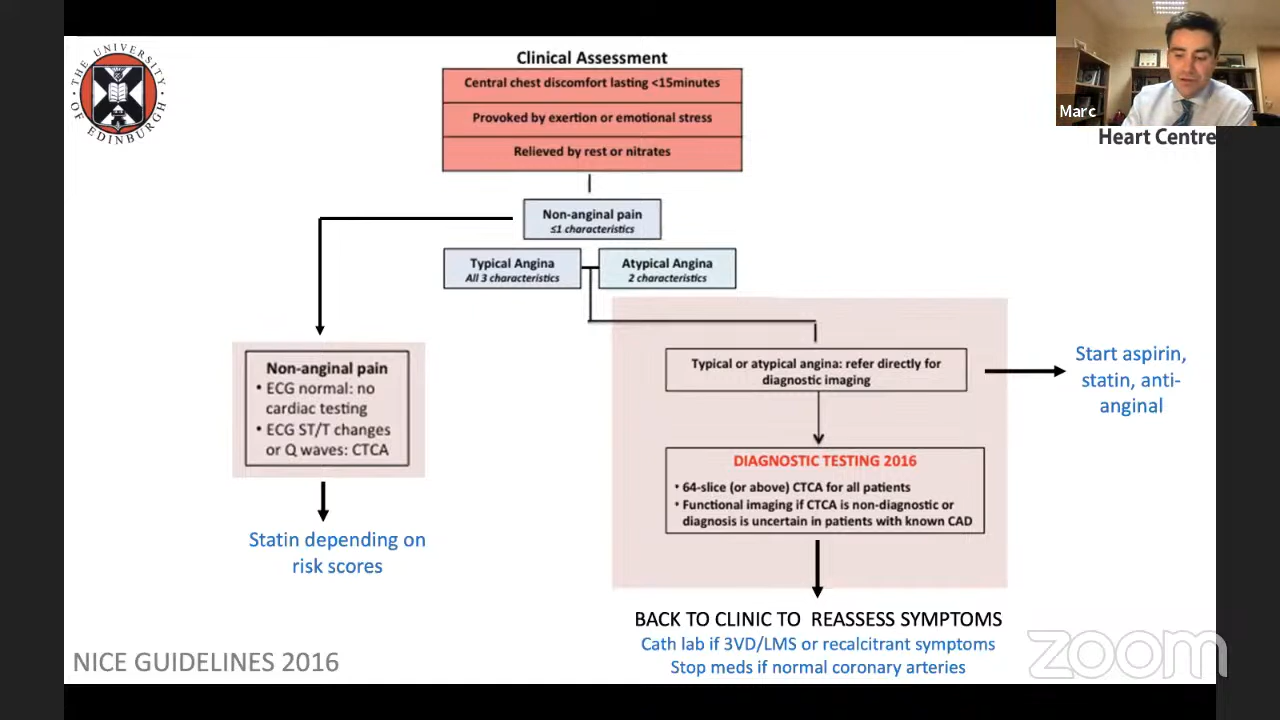 THE UNIVERSITY
OF EDINBURGH
Marc
Heart Centre
Clinical Assessment
Central chest discomfort lasting <15minutes
Provoked by exertion or emotional stress
Relieved by rest or nitrates
Non-anginal pain
≤1 characteristics
Typical Angina
All 3 characteristics
Atypical Angina
2 characteristics
Non-anginal pain
• ECG normal: no
cardiac testing
• ECG ST/T changes
or Q waves: CTCA
Statin depending on
risk scores
Typical or atypical angina: refer directly for
diagnostic imaging
Start aspirin,
statin, anti-
anginal
DIAGNOSTIC TESTING 2016
• 64-slice (or above) CTCA for all patients
• Functional imaging if CTCA is non-diagnostic or
diagnosis is uncertain in patients with known CAD
BACK TO CLINIC TO REASSESS SYMPTOMS
Cath lab if 3VD/LMS or recalcitrant symptoms
Stop meds if normal coronary arteries
NICE GUIDELINES 2016
zoom